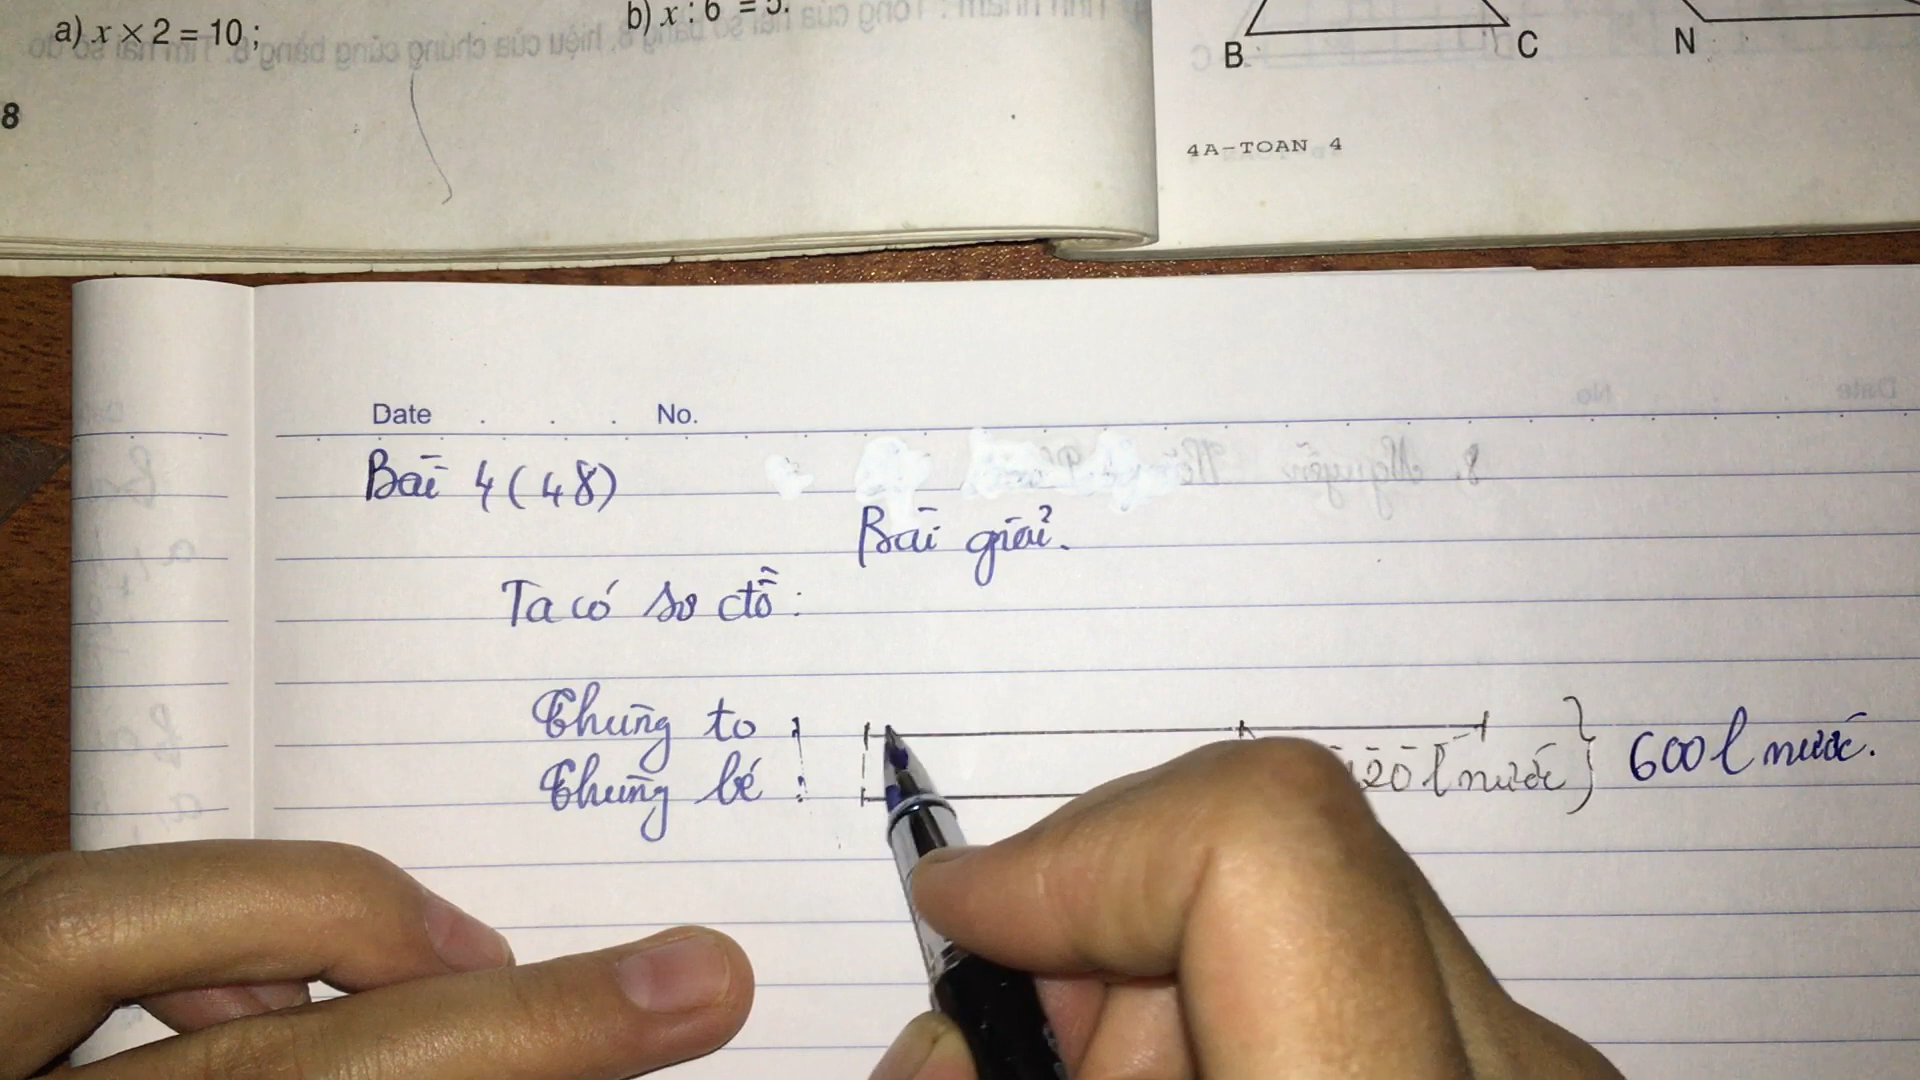 a) x × 2 = 10 ;
b) x : 6 = 5.
8
B
C
N
4A-TOAN 4
Date . . . No.
Bài 4 (48)
Bài giải.
Ta có sơ đồ :
Thùng to :
Thùng bé :
120 l nước
600 l nước.